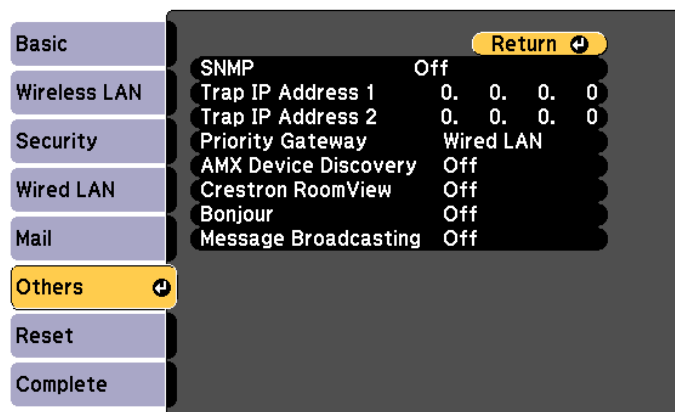 Basic
Wireless LAN
Security
Wired LAN
Mail
Others
Reset
Complete
Return
SNMP Off
Trap IP Address 1 0. 0. 0. 0
Trap IP Address 2 0. 0. 0. 0
Priority Gateway Wired LAN
AMX Device Discovery Off
Crestron RoomView Off
Bonjour Off
Message Broadcasting Off